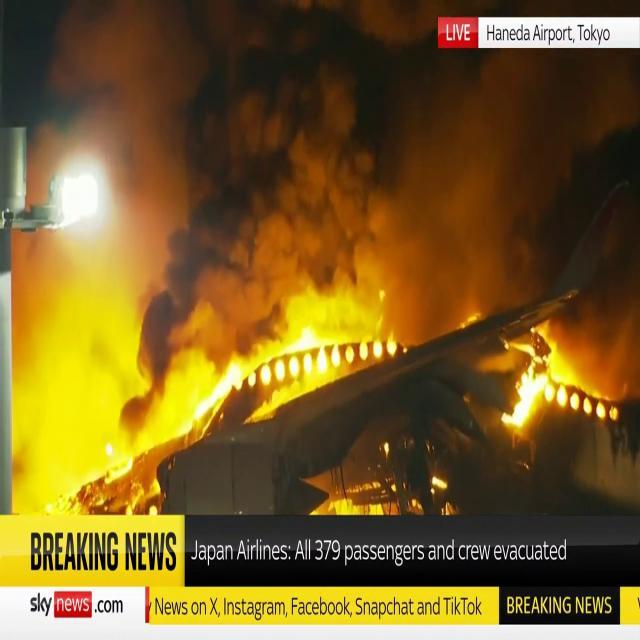 LIVE Haneda Airport, Tokyo
BREAKING NEWS Japan Airlines: All 379 passengers and crew evacuated
sky news.com News on X, Instagram, Facebook, Snapchat and TikTok BREAKING NEWS